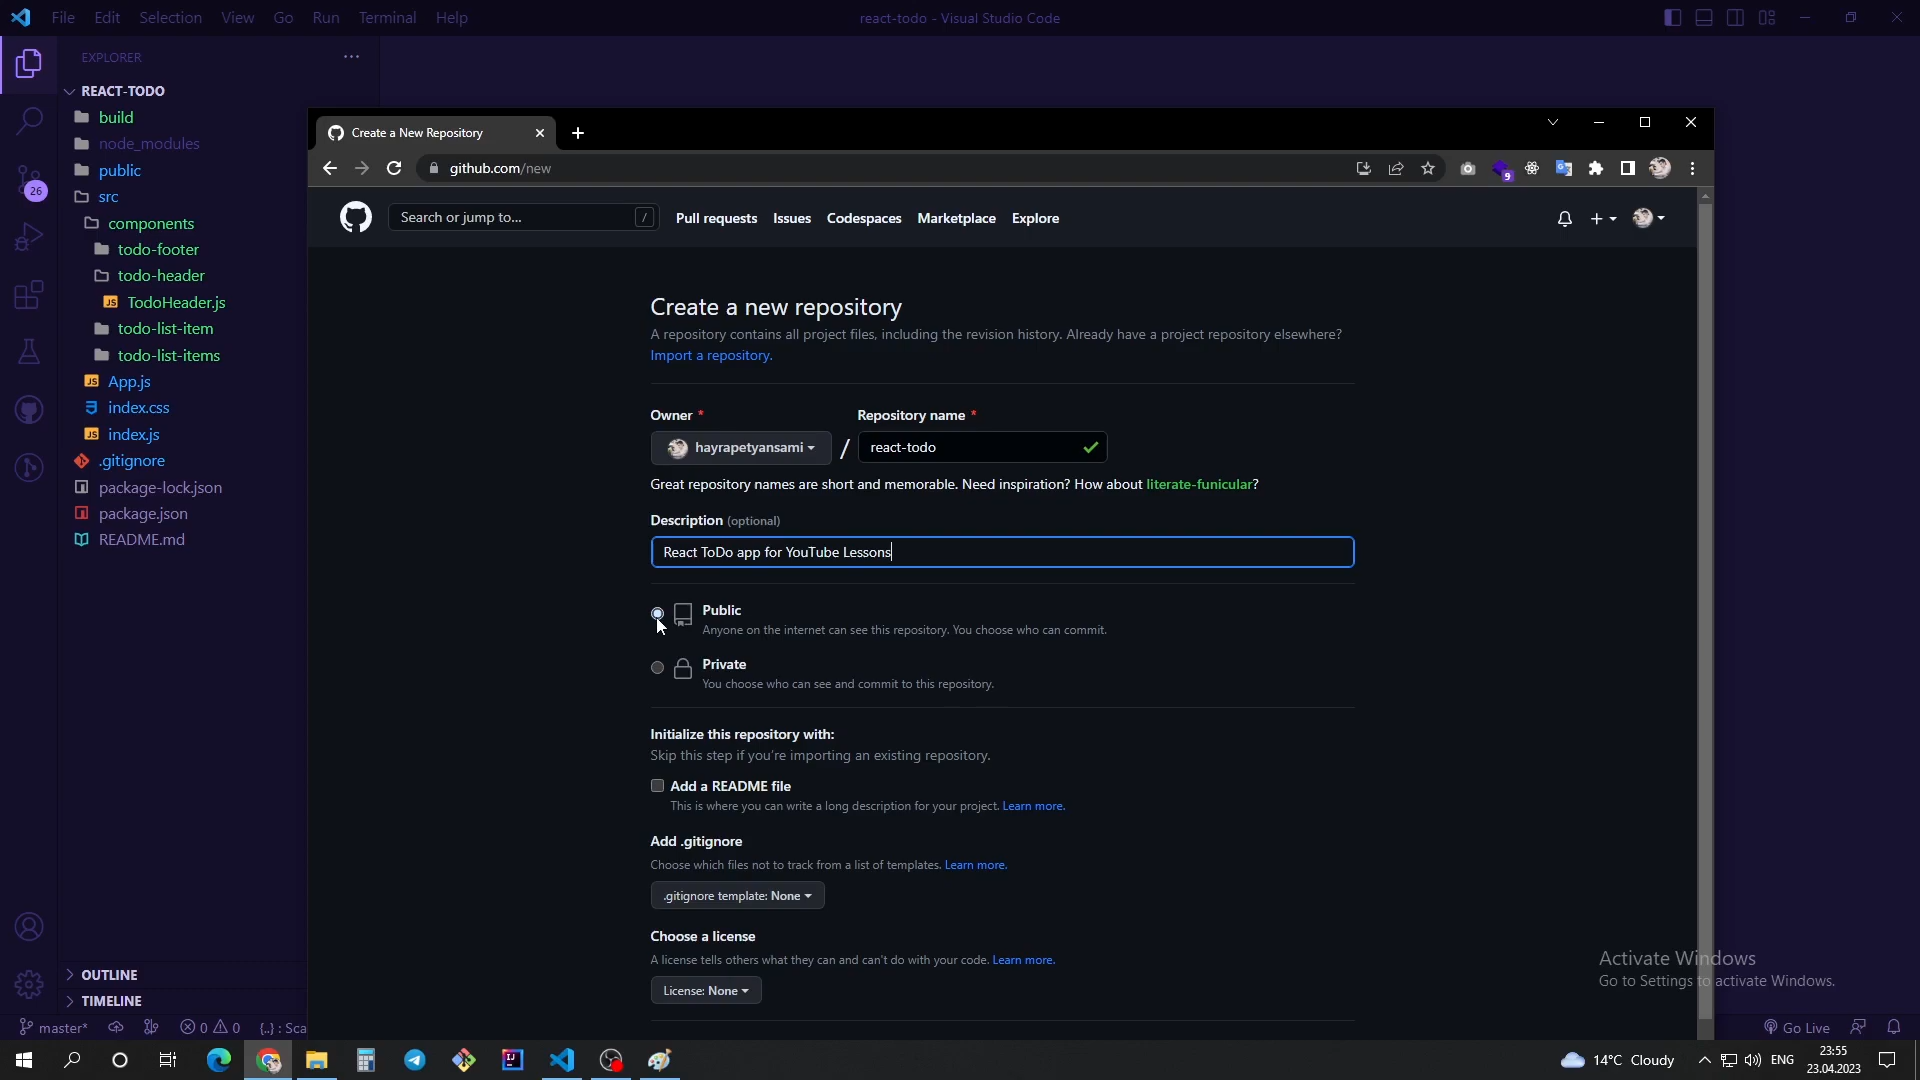 File Edit Selection View Go Run Terminal Help
react-todo - Visual Studio Code
EXPLORER
REACT-TODO
build
node_modules
public
src
components
todo-footer
todo-header
JS TodoHeader.js
todo-list-item
todo-list-items
JS App.js
index.css
JS index.js
.gitignore
package-lock.json
package.json
README.md
26
OUTLINE
TIMELINE
master*
0 0
{..} : Sca
Create a New Repository
github.com/new
9
Search or jump to... /
Pull requests Issues Codespaces Marketplace Explore
Create a new repository
A repository contains all project files, including the revision history. Already have a project repository elsewhere?
Import a repository.
Owner * Repository name *
hayrapetyansami / react-todo
Great repository names are short and memorable. Need inspiration? How about literate-funicular?
Description (optional)
React ToDo app for YouTube Lessons
Public
Anyone on the internet can see this repository. You choose who can commit.
Private
You choose who can see and commit to this repository.
Initialize this repository with:
Skip this step if you're importing an existing repository.
Add a README file
This is where you can write a long description for your project. Learn more.
Add .gitignore
Choose which files not to track from a list of templates. Learn more.
.gitignore template: None
Choose a license
A license tells others what they can and can't do with your code. Learn more.
License: None
Activate Windows
Go to Settings to activate Windows.
Go Live
14°C Cloudy
ENG
23:55
23.04.2023